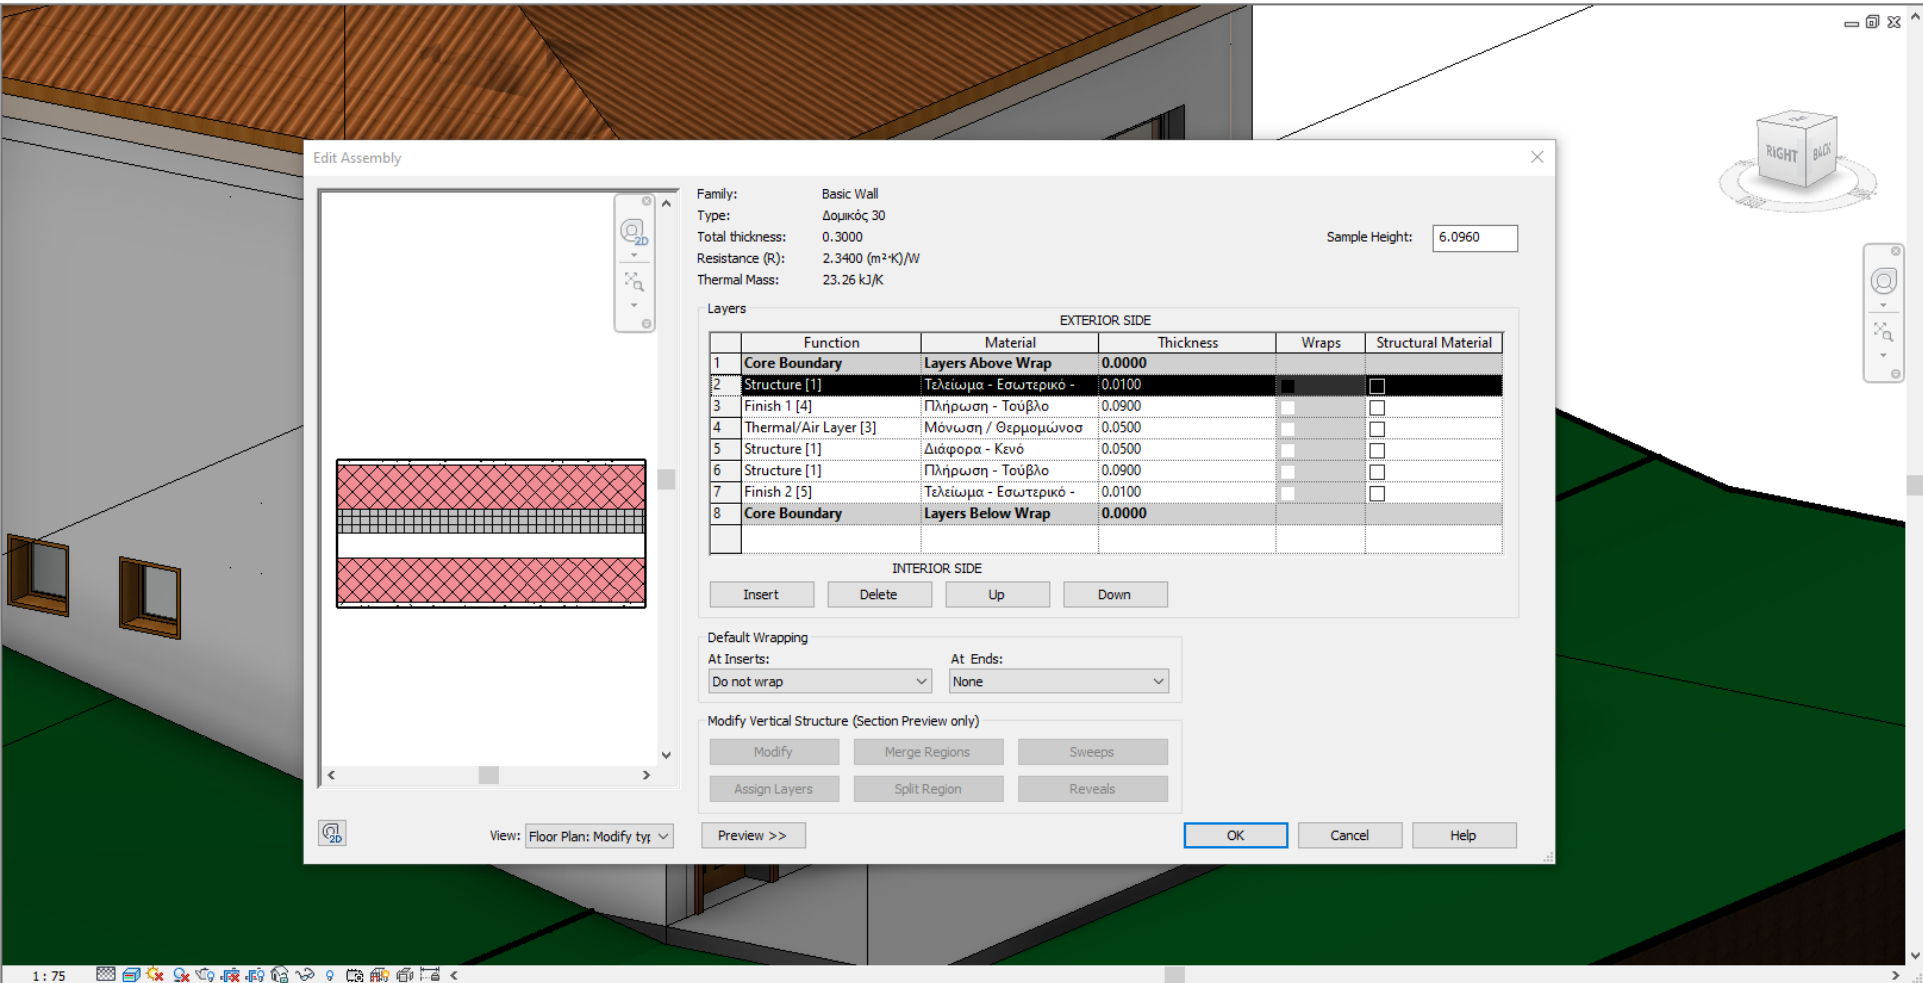 Edit Assembly
RIGHT
BACK
2D
Family: Basic Wall
Type: Δομικός 30
Total thickness: 0.3000
Sample Height: 6.0960
Resistance (R): 2.3400 (m²·K)/W
Thermal Mass: 23.26 kJ/K
Layers
EXTERIOR SIDE
Function Material Thickness Wraps Structural Material
1 Core Boundary Layers Above Wrap 0.0000
2 Structure [1] Τελείωμα - Εσωτερικό - 0.0100
3 Finish 1 [4] Πλήρωση - Τούβλο 0.0900
4 Thermal/Air Layer [3] Μόνωση / Θερμομώνοσ 0.0500
5 Structure [1] Διάφορα - Κενό 0.0500
6 Structure [1] Πλήρωση - Τούβλο 0.0900
7 Finish 2 [5] Τελείωμα - Εσωτερικό - 0.0100
8 Core Boundary Layers Below Wrap 0.0000
INTERIOR SIDE
Insert Delete Up Down
Default Wrapping
At Inserts: At Ends:
Do not wrap None
Modify Vertical Structure (Section Preview only)
Modify Merge Regions Sweeps
Assign Layers Split Region Reveals
2D
View: Floor Plan: Modify typ
Preview >> OK Cancel Help
1 : 75